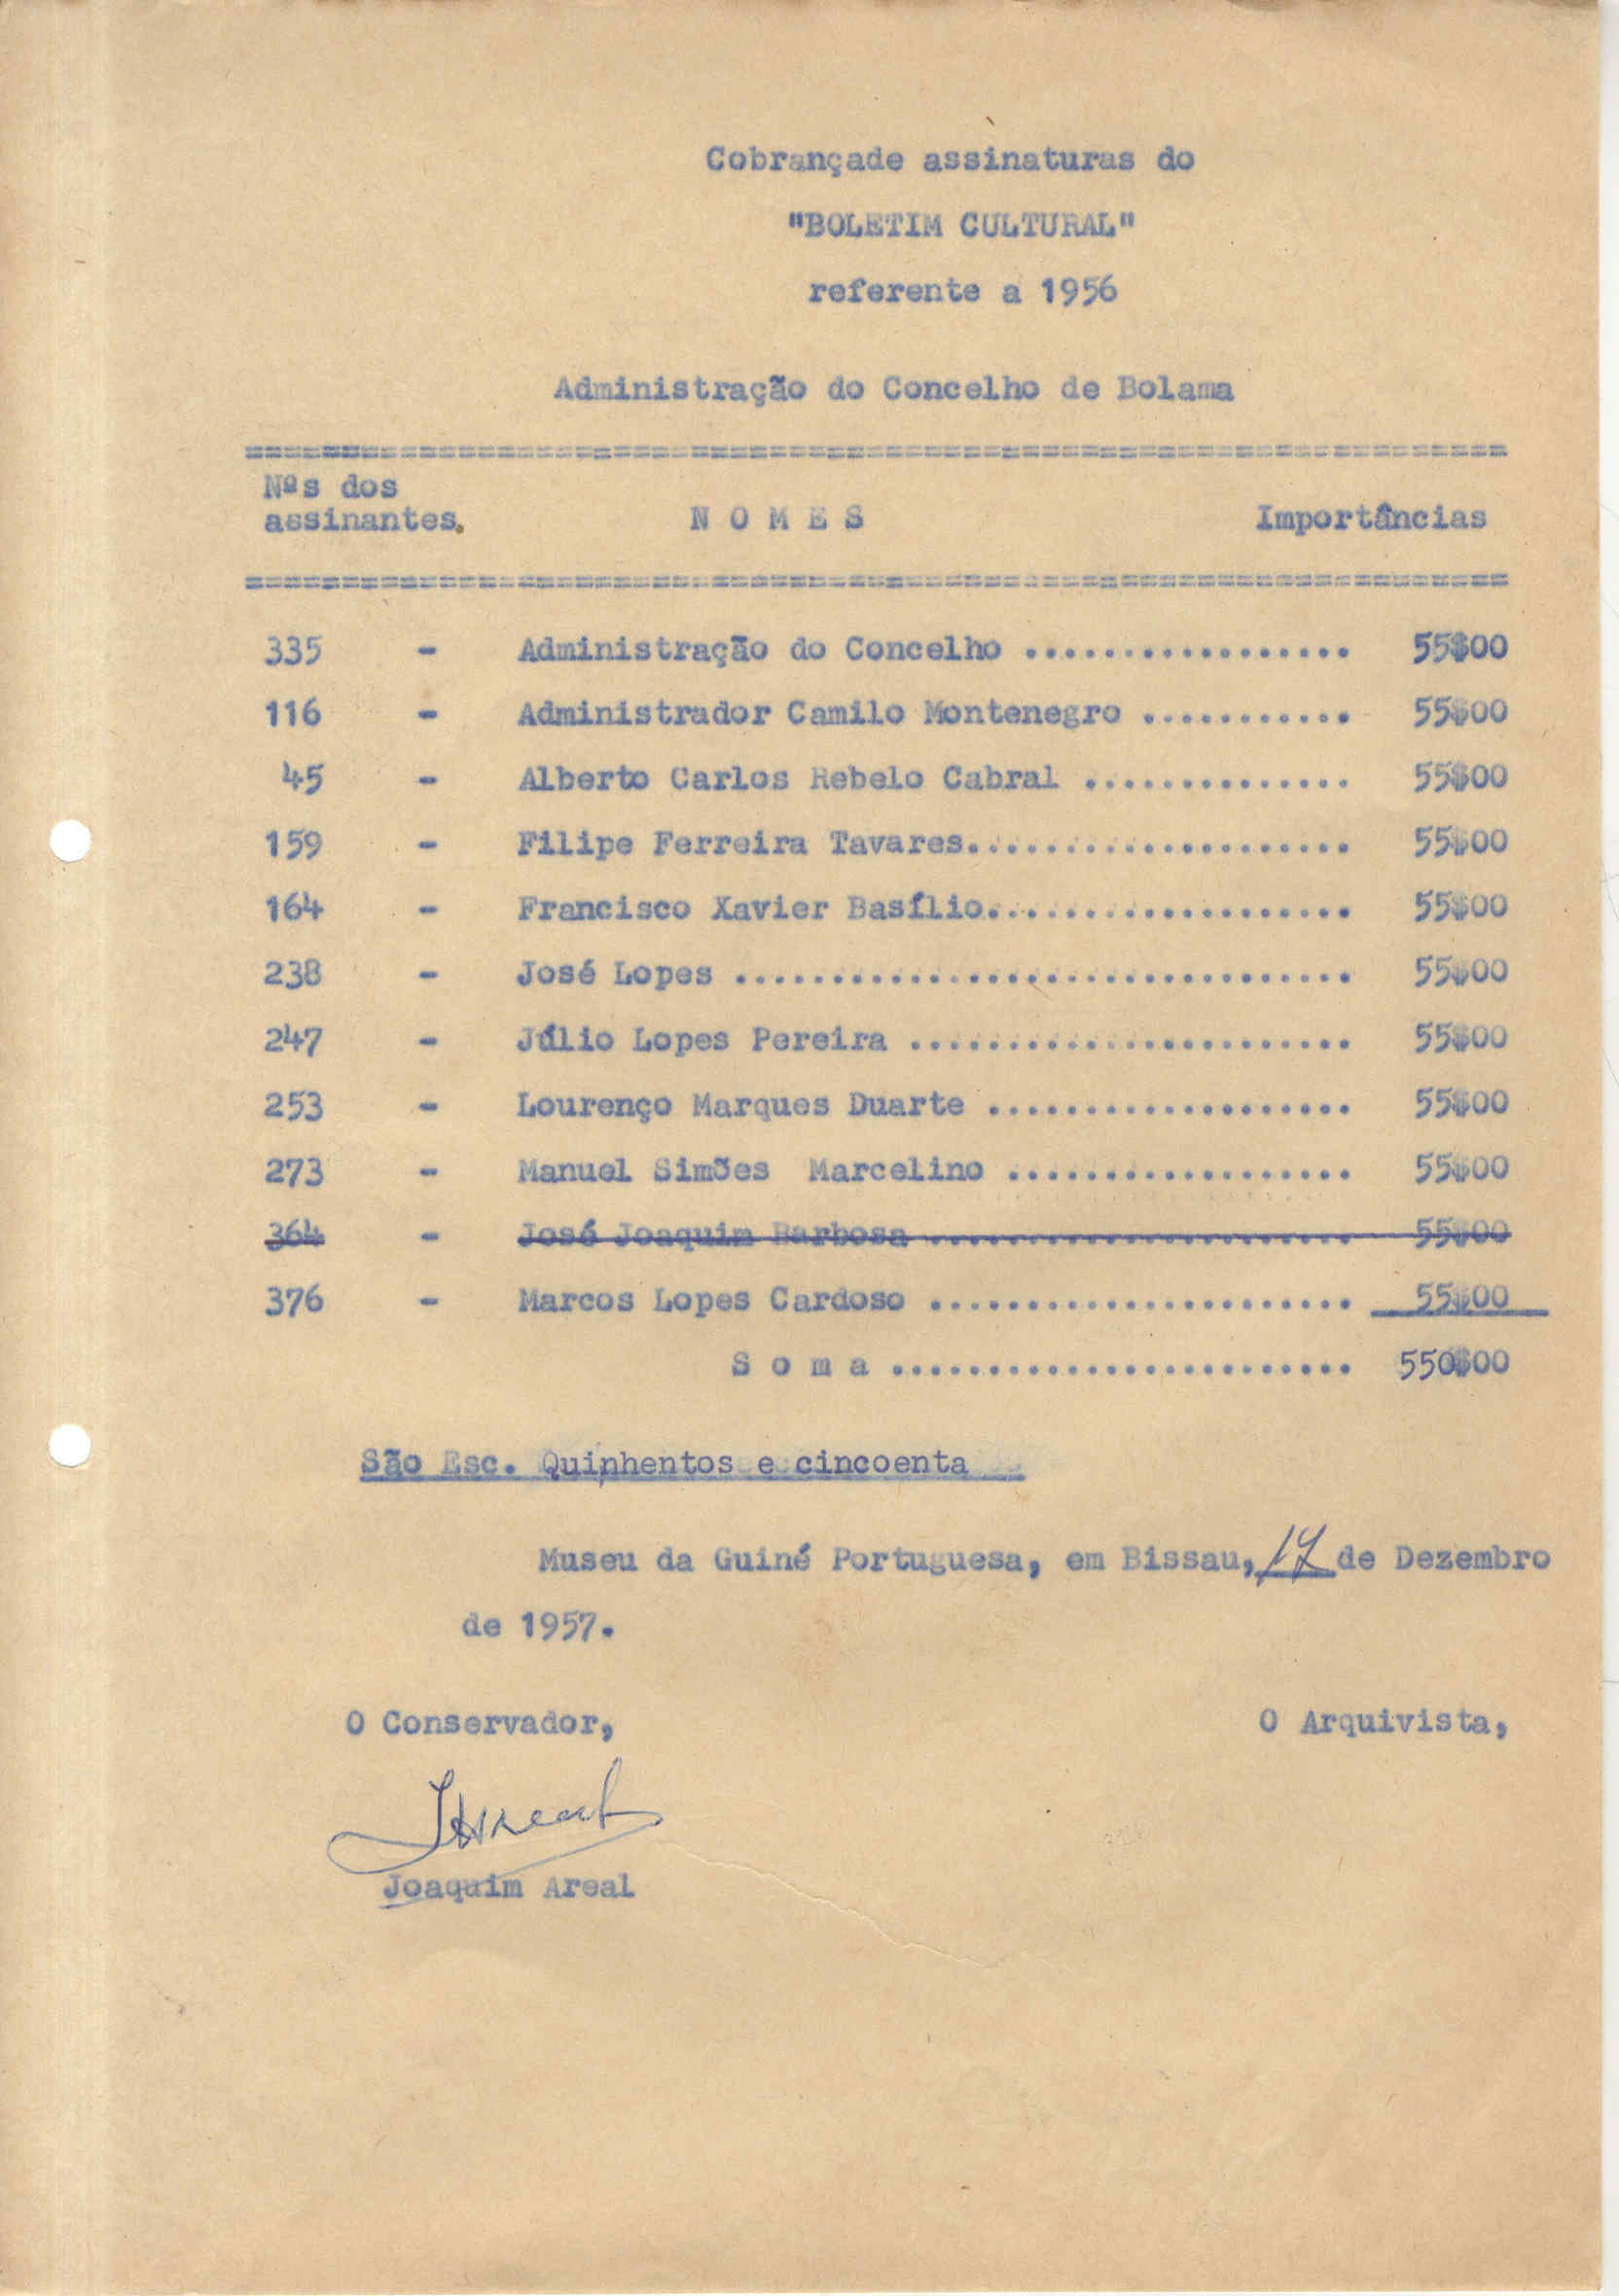 Cobrançade assinaturas do
"BOLETIM CULTURAL"
referente a 1956
Administração do Concelho de Bolama
=================================================================
Nºs dos
assinantes. N O M E S Importâncias
=================================================================
335 - Administração do Concelho ................. 55$00
116 - Administrador Camilo Montenegro ........... 55$00
45 - Alberto Carlos Rebelo Cabral .............. 55$00
159 - Filipe Ferreira Tavares.................... 55$00
164 - Francisco Xavier Basílio................... 55$00
238 - José Lopes ................................ 55$00
247 - Júlio Lopes Pereira ....................... 55$00
253 - Lourenço Marques Duarte ................... 55$00
273 - Manuel Simões Marcelino .................. 55$00
364 - José Joaquim Barbosa ...................... 55$00
376 - Marcos Lopes Cardoso ...................... 55$00
S o m a ........................ 550$00
São Esc. Quinhentos e cincoenta
Museu da Guiné Portuguesa, em Bissau, 17 de Dezembro
de 1957.
O Conservador, O Arquivista,
JAreal
Joaquim Areal